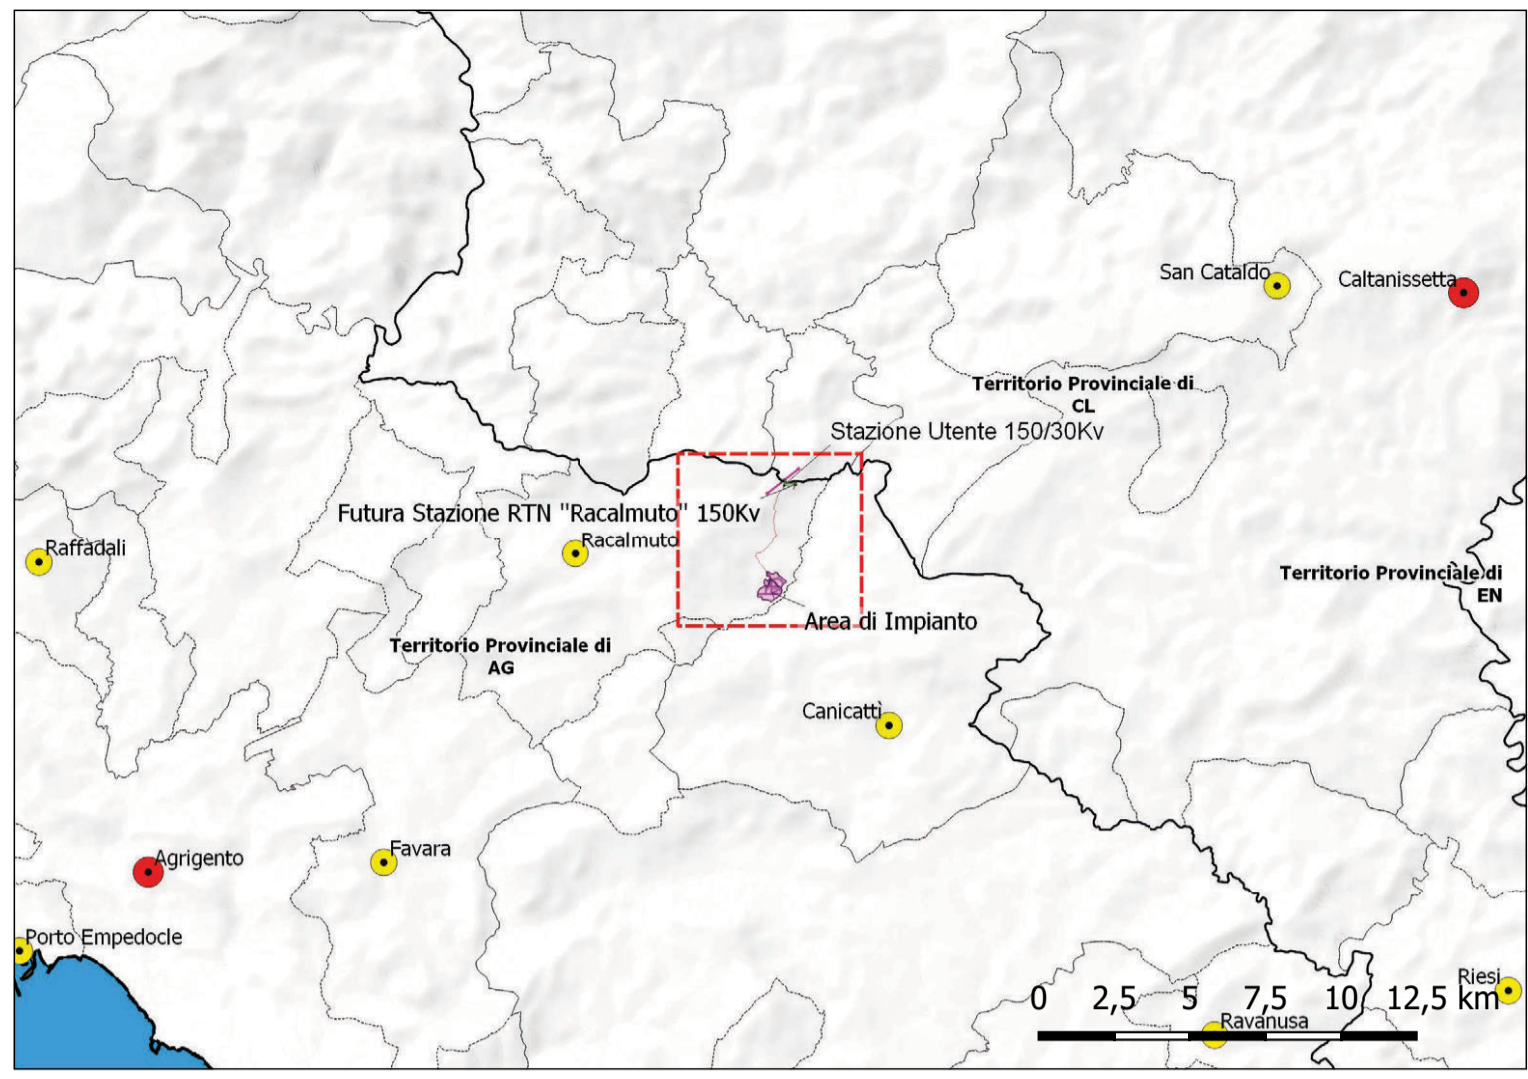 San Cataldo
Caltanissetta
Territorio Provinciale di
CL
Stazione Utente 150/30Kv
Futura Stazione RTN "Racalmuto" 150Kv
Racalmuto
Raffadali
Territorio Provinciale di
EN
Area di Impianto
Territorio Provinciale di
AG
Canicattì
Favara
Agrigento
Porto Empedocle
Riesi
0 2,5 5 7,5 10 12,5 km
Ravanusa